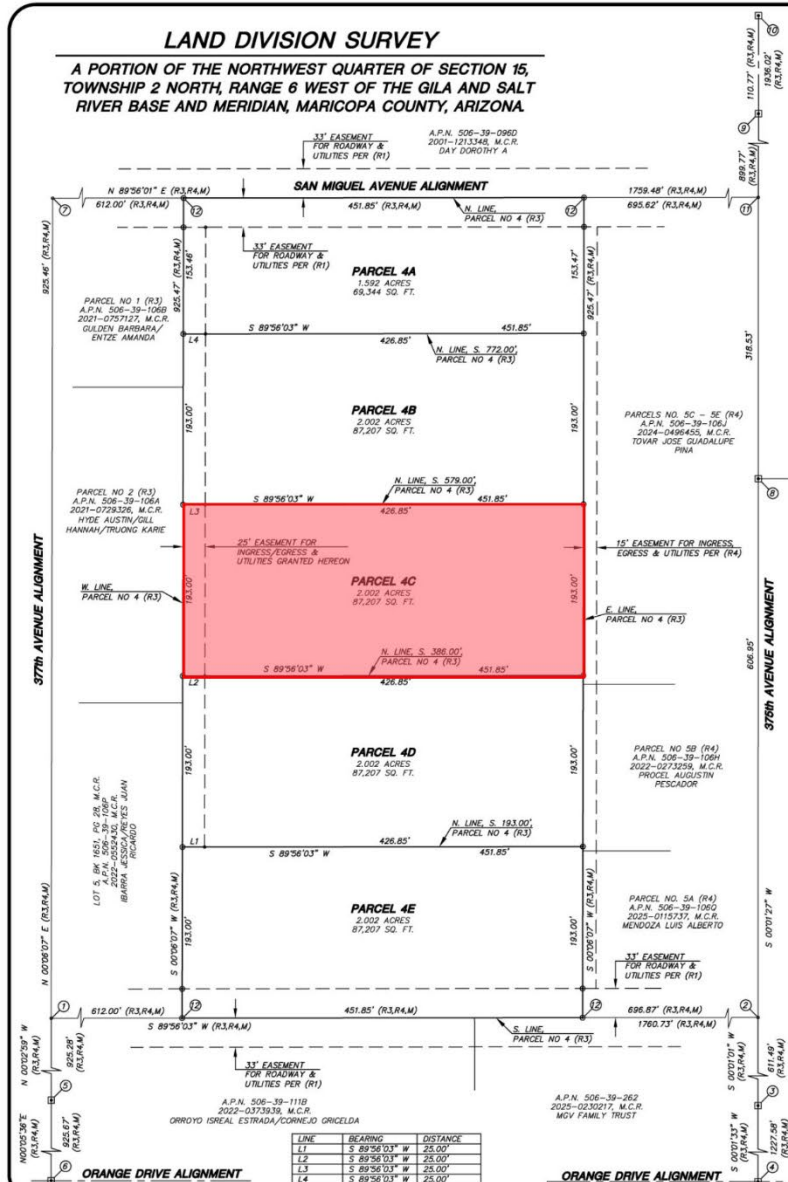 LAND DIVISION SURVEY
A PORTION OF THE NORTHWEST QUARTER OF SECTION 15,
TOWNSHIP 2 NORTH, RANGE 6 WEST OF THE GILA AND SALT
RIVER BASE AND MERIDIAN, MARICOPA COUNTY, ARIZONA.
10
110.77' (R3,R4,M)
1936.02' (R3,R4,M)
9
899.77' (R3,R4,M)
33' EASEMENT
FOR ROADWAY &
UTILITIES PER (R1)
A.P.N. 506-39-096D
2001-1213348, M.C.R.
DAY DOROTHY A
N 89°56'01" E (R3,R4,M)
SAN MIGUEL AVENUE ALIGNMENT
1759.48' (R3,R4,M)
7
612.00' (R3,R4,M)
12
451.85' (R3,R4,M)
N. LINE,
PARCEL NO 4 (R3)
12
695.62' (R3,R4,M)
11
925.46' (R3,R4,M)
925.47' (R3,R4,M)
153.46'
33' EASEMENT
FOR ROADWAY &
UTILITIES PER (R1)
PARCEL 4A
1.592 ACRES
69,344 SQ. FT.
153.47'
925.47' (R3,R4,M)
318.53'
PARCEL NO 1 (R3)
A.P.N. 506-39-106B
2021-0757127, M.C.R.
GULDEN BARBARA/
ENTZE AMANDA
S 89°56'03" W
451.85'
L4
426.85'
N. LINE, S. 772.00',
PARCEL NO 4 (R3)
193.00'
PARCEL 4B
2.002 ACRES
87,207 SQ. FT.
193.00'
PARCELS NO. 5C - 5E (R4)
A.P.N. 506-39-106J
2024-0496455, M.C.R.
TOVAR JOSE GUADALUPE
PINA
8
PARCEL NO 2 (R3)
A.P.N. 506-39-106A
2021-0729326, M.C.R.
HYDE AUSTIN/GILL
HANNAH/TRUONG KARIE
N. LINE, S. 579.00',
PARCEL NO 4 (R3)
S 89°56'03" W
451.85'
L3
426.85'
25' EASEMENT FOR
INGRESS/EGRESS &
UTILITIES GRANTED HEREON
15' EASEMENT FOR INGRESS,
EGRESS & UTILITIES PER (R4)
377th AVENUE ALIGNMENT
W. LINE,
PARCEL NO 4 (R3)
193.00'
PARCEL 4C
2.002 ACRES
87,207 SQ. FT.
193.00'
E. LINE,
PARCEL NO 4 (R3)
375th AVENUE ALIGNMENT
606.95'
N. LINE, S. 386.00',
PARCEL NO 4 (R3)
S 89°56'03" W
451.85'
L2
426.85'
193.00'
PARCEL 4D
2.002 ACRES
87,207 SQ. FT.
193.00'
PARCEL NO 5B (R4)
A.P.N. 506-39-106H
2022-0273259, M.C.R.
PROCEL AUGUSTIN
PESCADOR
LOT 5, BK 1651, PG 28, M.C.R.
A.P.N. 506-39-106P
2022-0552430, M.C.R.
IBARRA JESSICA/REYES JUAN
RICARDO
N. LINE, S. 193.00',
PARCEL NO 4 (R3)
L1
426.85'
S 89°56'03" W
451.85'
N 00°06'07" E (R3,R4,M)
S 00°06'07" W (R3,R4,M)
193.00'
PARCEL 4E
2.002 ACRES
87,207 SQ. FT.
193.00'
S 00°06'07" W (R3,R4,M)
PARCEL NO. 5A (R4)
A.P.N. 506-39-106Q
2025-0115737, M.C.R.
MENDOZA LUIS ALBERTO
S 00°01'27" W
33' EASEMENT
FOR ROADWAY &
UTILITIES PER (R1)
1
612.00' (R3,R4,M)
12
451.85' (R3,R4,M)
12
696.87' (R3,R4,M)
2
S 89°56'03" W (R3,R4,M)
S. LINE,
PARCEL NO 4 (R3)
1760.73' (R3,R4,M)
N 00°02'59" W
(R3,R4,M)
925.28'
33' EASEMENT
FOR ROADWAY &
UTILITIES PER (R1)
S 00°01'01" W
(R3,R4,M)
611.49'
5
3
A.P.N. 506-39-111B
2022-0373939, M.C.R.
ORROYO ISREAL ESTRADA/CORNEJO GRICELDA
A.P.N. 506-39-262
2025-0230217, M.C.R.
MGV FAMILY TRUST
N00°05'36"E
(R3,R4,M)
925.67'
S 00°01'33" W
(R3,R4,M)
1227.58'
LINE BEARING DISTANCE
L1 S 89°56'03" W 25.00'
L2 S 89°56'03" W 25.00'
L3 S 89°56'03" W 25.00'
L4 S 89°56'03" W 25.00'
6
ORANGE DRIVE ALIGNMENT
ORANGE DRIVE ALIGNMENT
4